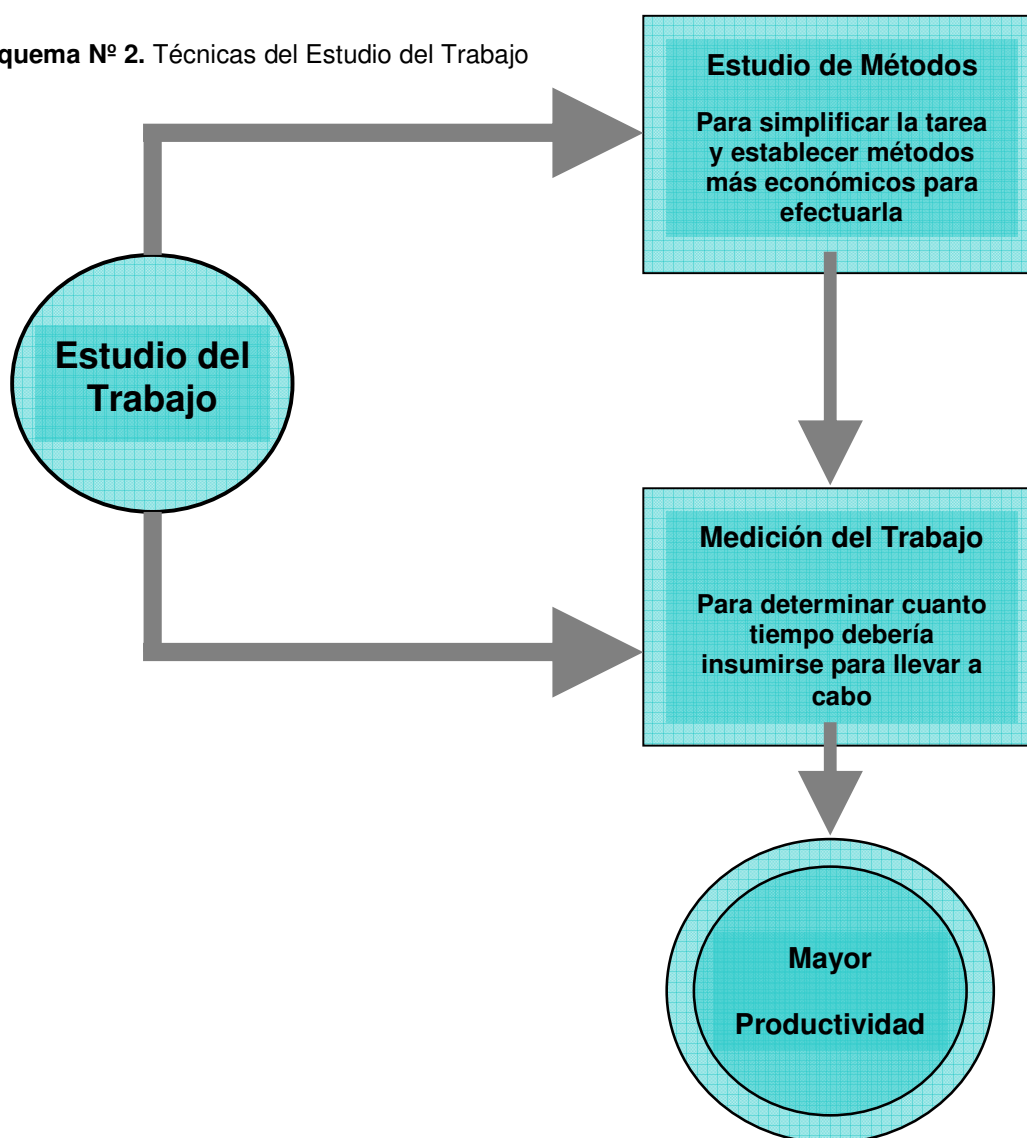 quema Nº 2. Técnicas del Estudio del Trabajo
Estudio de Métodos
Para simplificar la tarea
y establecer métodos
más económicos para
efectuarla
Estudio del
Trabajo
Medición del Trabajo
Para determinar cuanto
tiempo debería
insumirse para llevar a
cabo
Mayor
Productividad